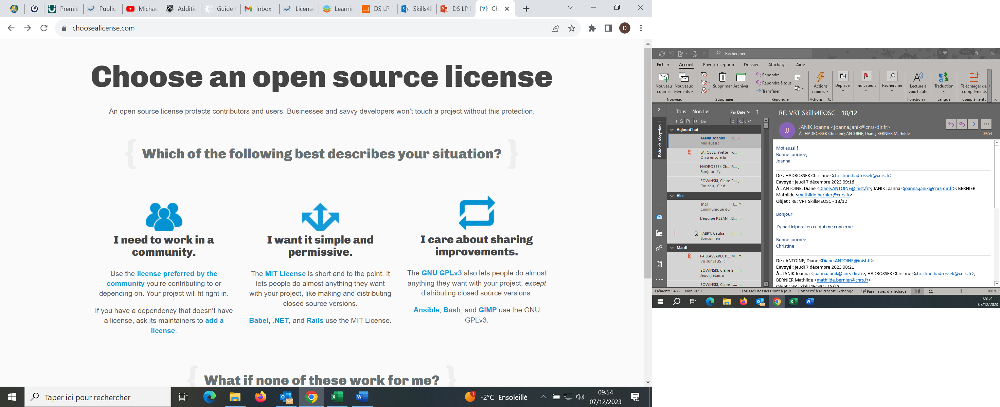 Premiè
Public
Michae
Additic
Guide
Inbox
License
Learnin
DS LP
Skills4E
DS LP
Ch
choosealicense.com
D
Choose an open source license
An open source license protects contributors and users. Businesses and savvy developers won’t touch a project without this protection.
{ Which of the following best describes your situation? }
I need to work in a
community.
Use the license preferred by the
community you’re contributing to or
depending on. Your project will fit right in.
If you have a dependency that doesn’t have
a license, ask its maintainers to add a
license.
I want it simple and
permissive.
The MIT License is short and to the point. It
lets people do almost anything they want
with your project, like making and distributing
closed source versions.
Babel, .NET, and Rails use the MIT License.
I care about sharing
improvements.
The GNU GPLv3 also lets people do almost
anything they want with your project, except
distributing closed source versions.
Ansible, Bash, and GIMP use the GNU
GPLv3.
{ What if none of these work for me? }
Taper ici pour rechercher
1
-2°C Ensoleillé
09:54
07/12/2023
Rechercher
Fichier Accueil Envoi/réception Dossier Affichage Aide
Nouveau
courrier
Nouveaux
éléments
Nouveau
Supprimer
Archiver
Supprimer
Répondre
Répondre à tous
Transférer
Répondre
Actions
rapides
Actions...
Déplacer
Indicateurs
Rechercher
Lecture à
voix haute
Fonction v...
Traduction
Langue
Télécharger des
compléments
Compléments
Boîte de réception 1
Tous Non lus Par Date
! De O... R.. C
Aujourd'hui
JANIK Joanna R... j...
Moi aussi !
LAFOSSE, Yvette R... j...
On a encore la
HADROSSEK Ch... R... j...
Bonjour J'y
SOWINSKI, Claire R... j...
Coucou, C'est
Hier
sncs [s... m.
Communiqué du
L'équipe RESAN... m.
! FABRY, Cecilia [I... m.
Bonsoir, en
Mardi
PAILLASSARD, P... M.. m.
Vu sur LaLIST :
SOWINSKI, Claire S... m.
Jeudi j'étais à
SOWINSKI, Claire [s... m.
RE: VRT Skills4EOSC - 18/12
JJ
JANIK Joanna <joanna.janik@cnrs-dir.fr>
À HADROSSEK Christine; ANTOINE, Diane; BERNIER Mathilde
09:54
Moi aussi !
Bonne journée,
Joanna
De : HADROSSEK Christine <christine.hadrossek@cnrs.fr>
Envoyé : jeudi 7 décembre 2023 09:16
À : ANTOINE, Diane <Diane.ANTOINE@inist.fr>; JANIK Joanna <joanna.janik@cnrs-dir.fr>; BERNIER
Mathilde <mathilde.bernier@cnrs.fr>
Objet : RE: VRT Skills4EOSC - 18/12
Bonjour
J'y participerai en ce qui me concerne
Bonne journée
Christine
De : ANTOINE, Diane <Diane.ANTOINE@inist.fr>
Envoyé : jeudi 7 décembre 2023 08:21
À : JANIK Joanna <joanna.janik@cnrs-dir.fr>; HADROSSEK Christine <christine.hadrossek@cnrs.fr>;
BERNIER Mathilde <mathilde.bernier@cnrs.fr>
Objet : VRT Skills4EOSC - 18/12
Éléments : 483 Non lu : 1 Tous les dossiers sont à jour. Connecté à Microsoft Exchange Paramètres d'affichage 100 %
09:54
07/12/2023